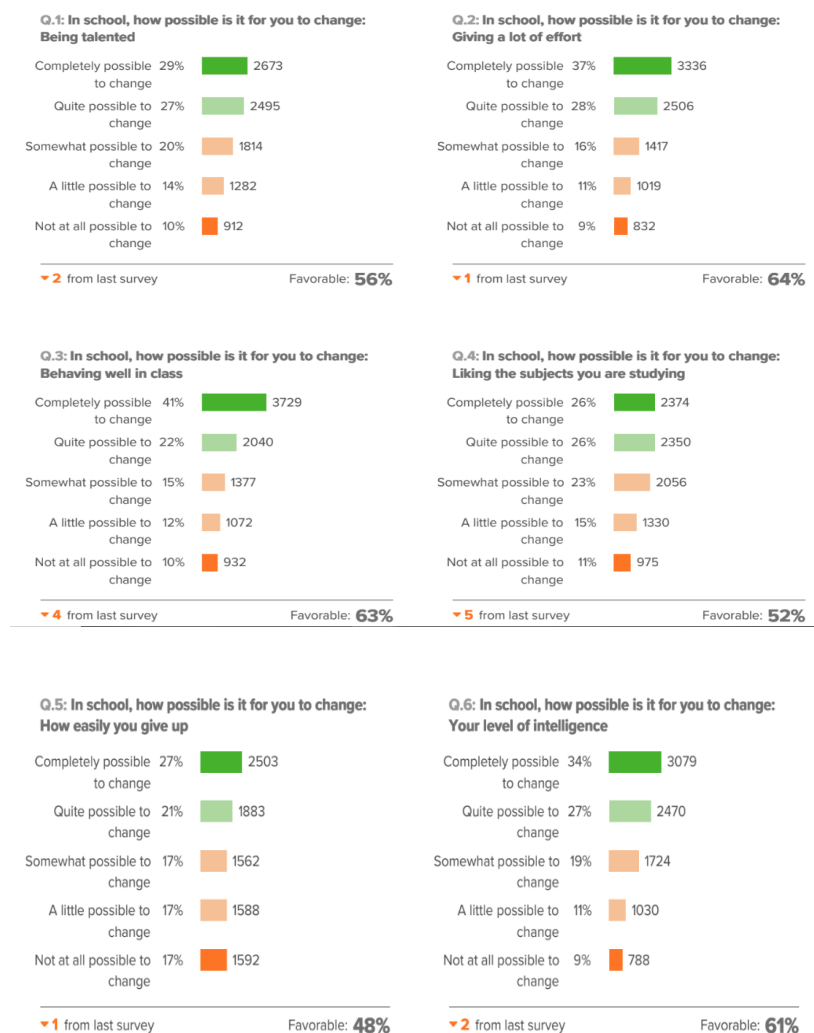 Q.1: In school, how possible is it for you to change:
Being talented
Completely possible 29% 2673
to change
Quite possible to 27% 2495
change
Somewhat possible to 20% 1814
change
A little possible to 14% 1282
change
Not at all possible to 10% 912
change
▼ 2 from last survey Favorable: 56%
Q.2: In school, how possible is it for you to change:
Giving a lot of effort
Completely possible 37% 3336
to change
Quite possible to 28% 2506
change
Somewhat possible to 16% 1417
change
A little possible to 11% 1019
change
Not at all possible to 9% 832
change
▼ 1 from last survey Favorable: 64%
Q.3: In school, how possible is it for you to change:
Behaving well in class
Completely possible 41% 3729
to change
Quite possible to 22% 2040
change
Somewhat possible to 15% 1377
change
A little possible to 12% 1072
change
Not at all possible to 10% 932
change
▼ 4 from last survey Favorable: 63%
Q.4: In school, how possible is it for you to change:
Liking the subjects you are studying
Completely possible 26% 2374
to change
Quite possible to 26% 2350
change
Somewhat possible to 23% 2056
change
A little possible to 15% 1330
change
Not at all possible to 11% 975
change
▼ 5 from last survey Favorable: 52%
Q.5: In school, how possible is it for you to change:
How easily you give up
Completely possible 27% 2503
to change
Quite possible to 21% 1883
change
Somewhat possible to 17% 1562
change
A little possible to 17% 1588
change
Not at all possible to 17% 1592
change
▼ 1 from last survey Favorable: 48%
Q.6: In school, how possible is it for you to change:
Your level of intelligence
Completely possible 34% 3079
to change
Quite possible to 27% 2470
change
Somewhat possible to 19% 1724
change
A little possible to 11% 1030
change
Not at all possible to 9% 788
change
▼ 2 from last survey Favorable: 61%